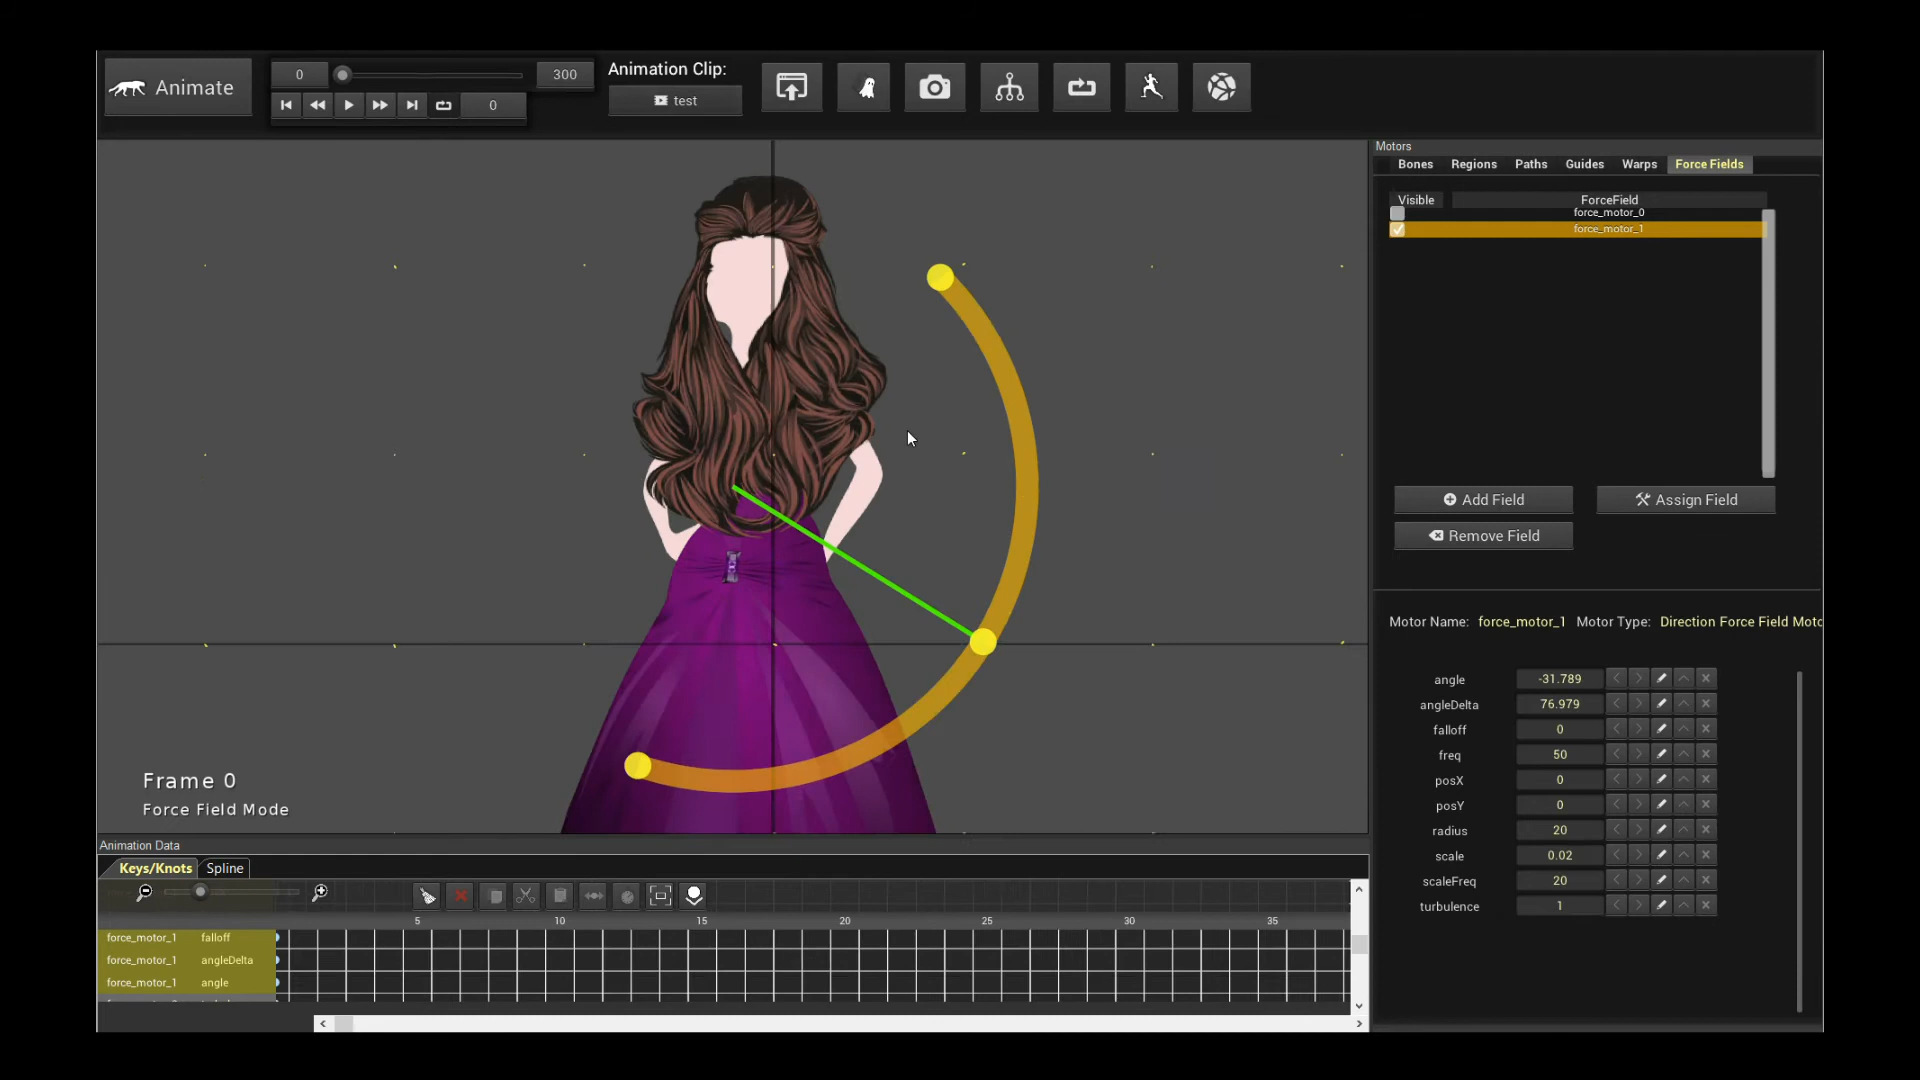 Animate
0
300
0
Animation Clip:
test
Motors
Bones
Regions
Paths
Guides
Warps
Force Fields
Visible
ForceField
force_motor_0
force_motor_1
Add Field
Assign Field
Remove Field
Motor Name: force_motor_1 Motor Type: Direction Force Field Moto
angle -31.789
angleDelta 76.979
falloff 0
freq 50
posX 0
posY 0
radius 20
scale 0.02
scaleFreq 20
turbulence 1
Frame 0
Force Field Mode
Animation Data
Keys/Knots
Spline
5 10 15 20 25 30 35
force_motor_1 falloff
force_motor_1 angleDelta
force_motor_1 angle